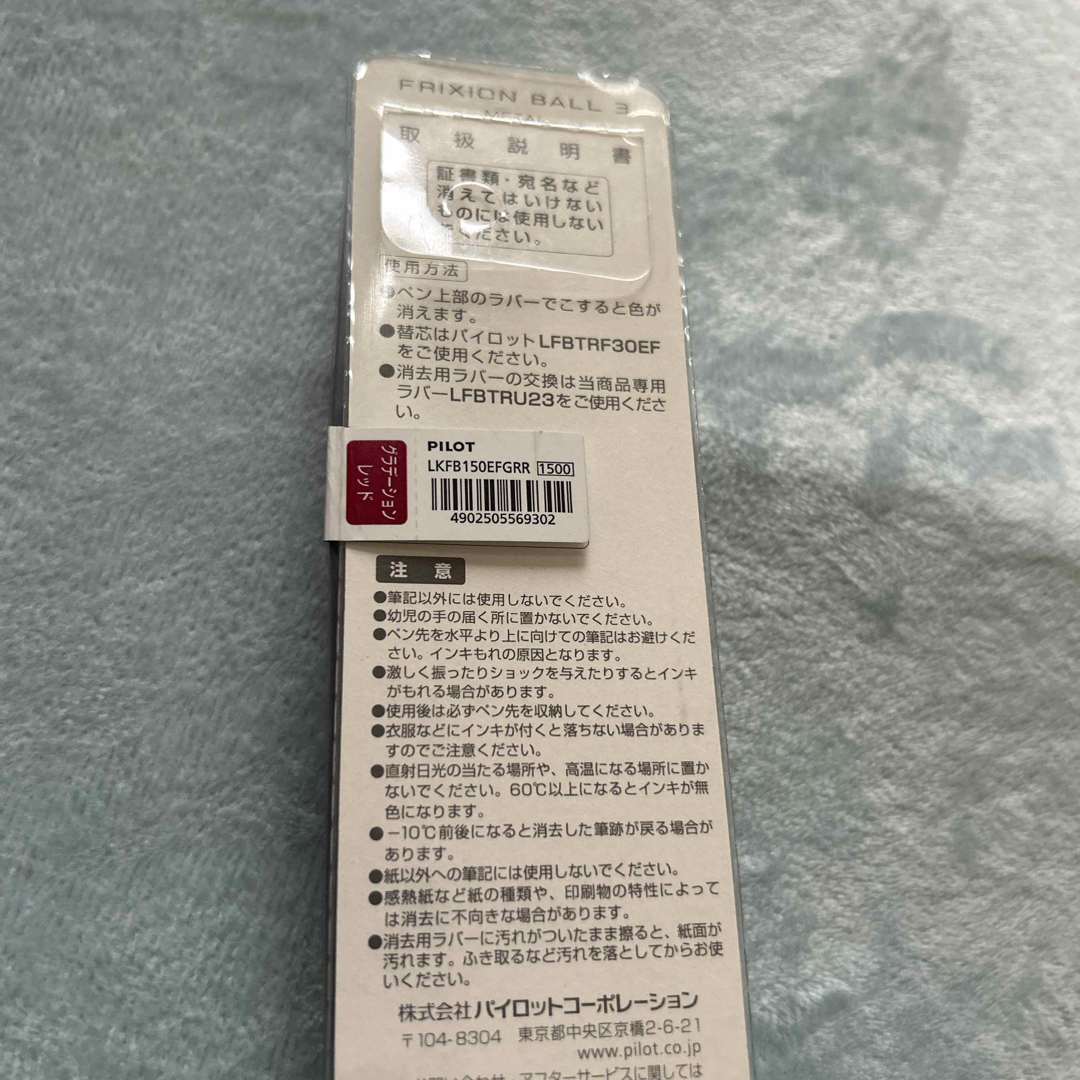 FRIXION BALL 3
METAL
取扱説明書
証書類・宛名など
消えてはいけない
ものには使用しない
でください。
使用方法
●ペン上部のラバーでこすると色が
消えます。
●替芯はパイロットLFBTRF30EF
をご使用ください。
●消去用ラバーの交換は当商品専用
ラバーLFBTRU23をご使用くださ
い。
グラデーション
レッド
PILOT
LKFB150EFGRR 1500
4902505569302
注意
●筆記以外には使用しないでください。
●幼児の手の届く所に置かないでください。
●ペン先を水平より上に向けての筆記はお避けくだ
さい。インキもれの原因となります。
●激しく振ったりショックを与えたりするとインキ
がもれる場合があります。
●使用後は必ずペン先を収納してください。
●衣服などにインキが付くと落ちない場合がありま
すのでご注意ください。
●直射日光の当たる場所や、高温になる場所に置か
ないでください。60℃以上になるとインキが無
色になります。
●−10℃前後になると消去した筆跡が戻る場合が
あります。
●紙以外への筆記には使用しないでください。
●感熱紙など紙の種類や、印刷物の特性によって
は消去に不向きな場合があります。
●消去用ラバーに汚れがついたまま擦ると、紙面が
汚れます。ふき取るなど汚れを落としてからお使
いください。
株式会社パイロットコーポレーション
〒104-8304 東京都中央区京橋2-6-21
www.pilot.co.jp
お問い合わせ・アフターサービスに関しては